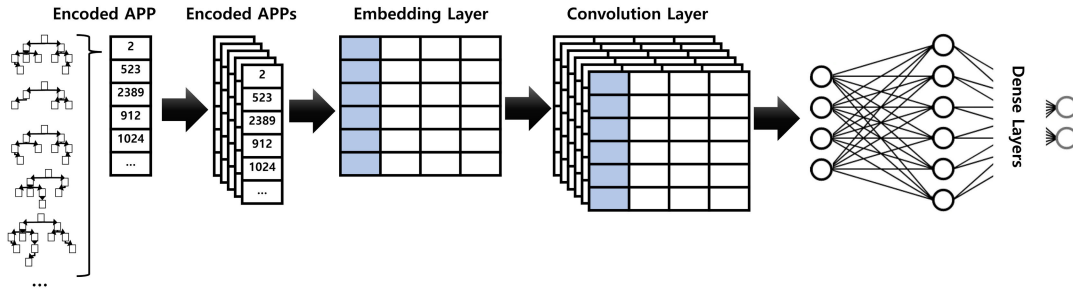 Encoded APP
Encoded APPs
Embedding Layer
Convolution Layer
2
523
2389
912
1024
...
2
523
2389
912
1024
...
Dense Layers
...